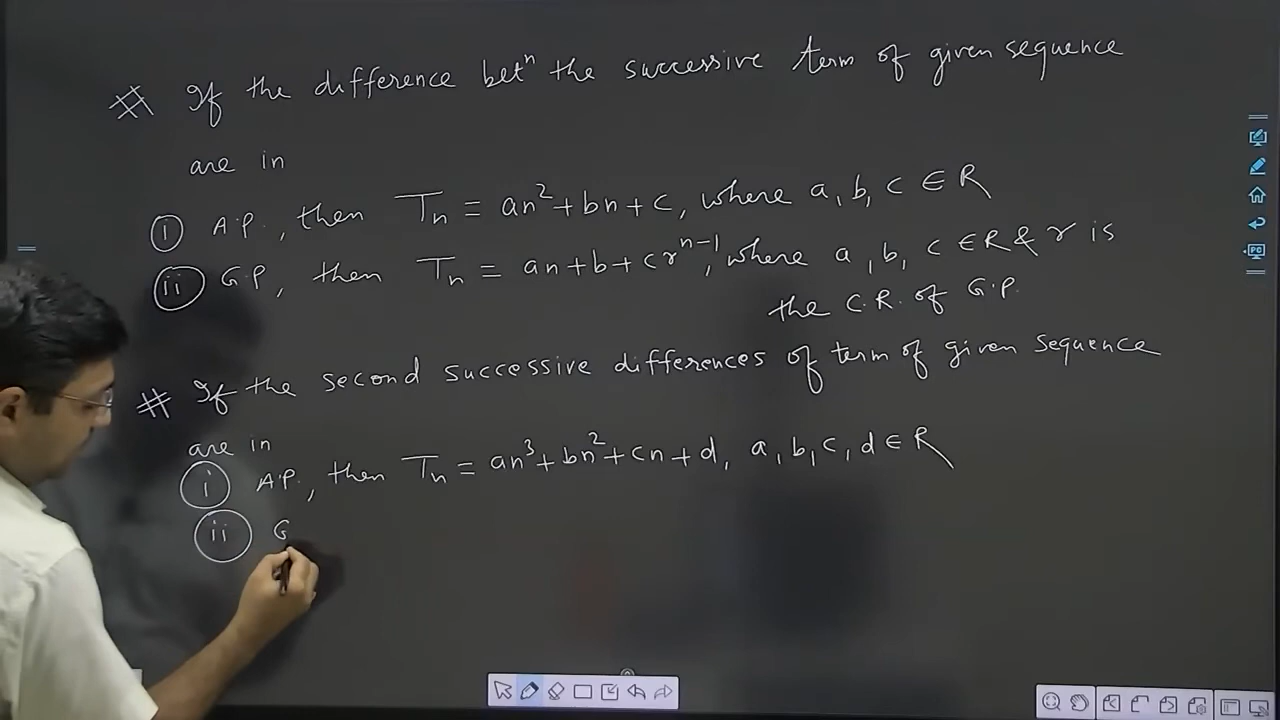 # If the difference betⁿ the successive term of given sequence
are in
(i) A.P., then Tₙ = an² + bn + c, where a, b, c ∈ R
(ii) G.P, then Tₙ = an + b + crⁿ⁻¹, where a, b, c ∈ R & r is
the C.R. of G.P.
# If the second successive differences of term of given sequence
are in
(i) A.P., then Tₙ = an³ + bn² + cn + d, a, b, c, d ∈ R
(ii) G
PC